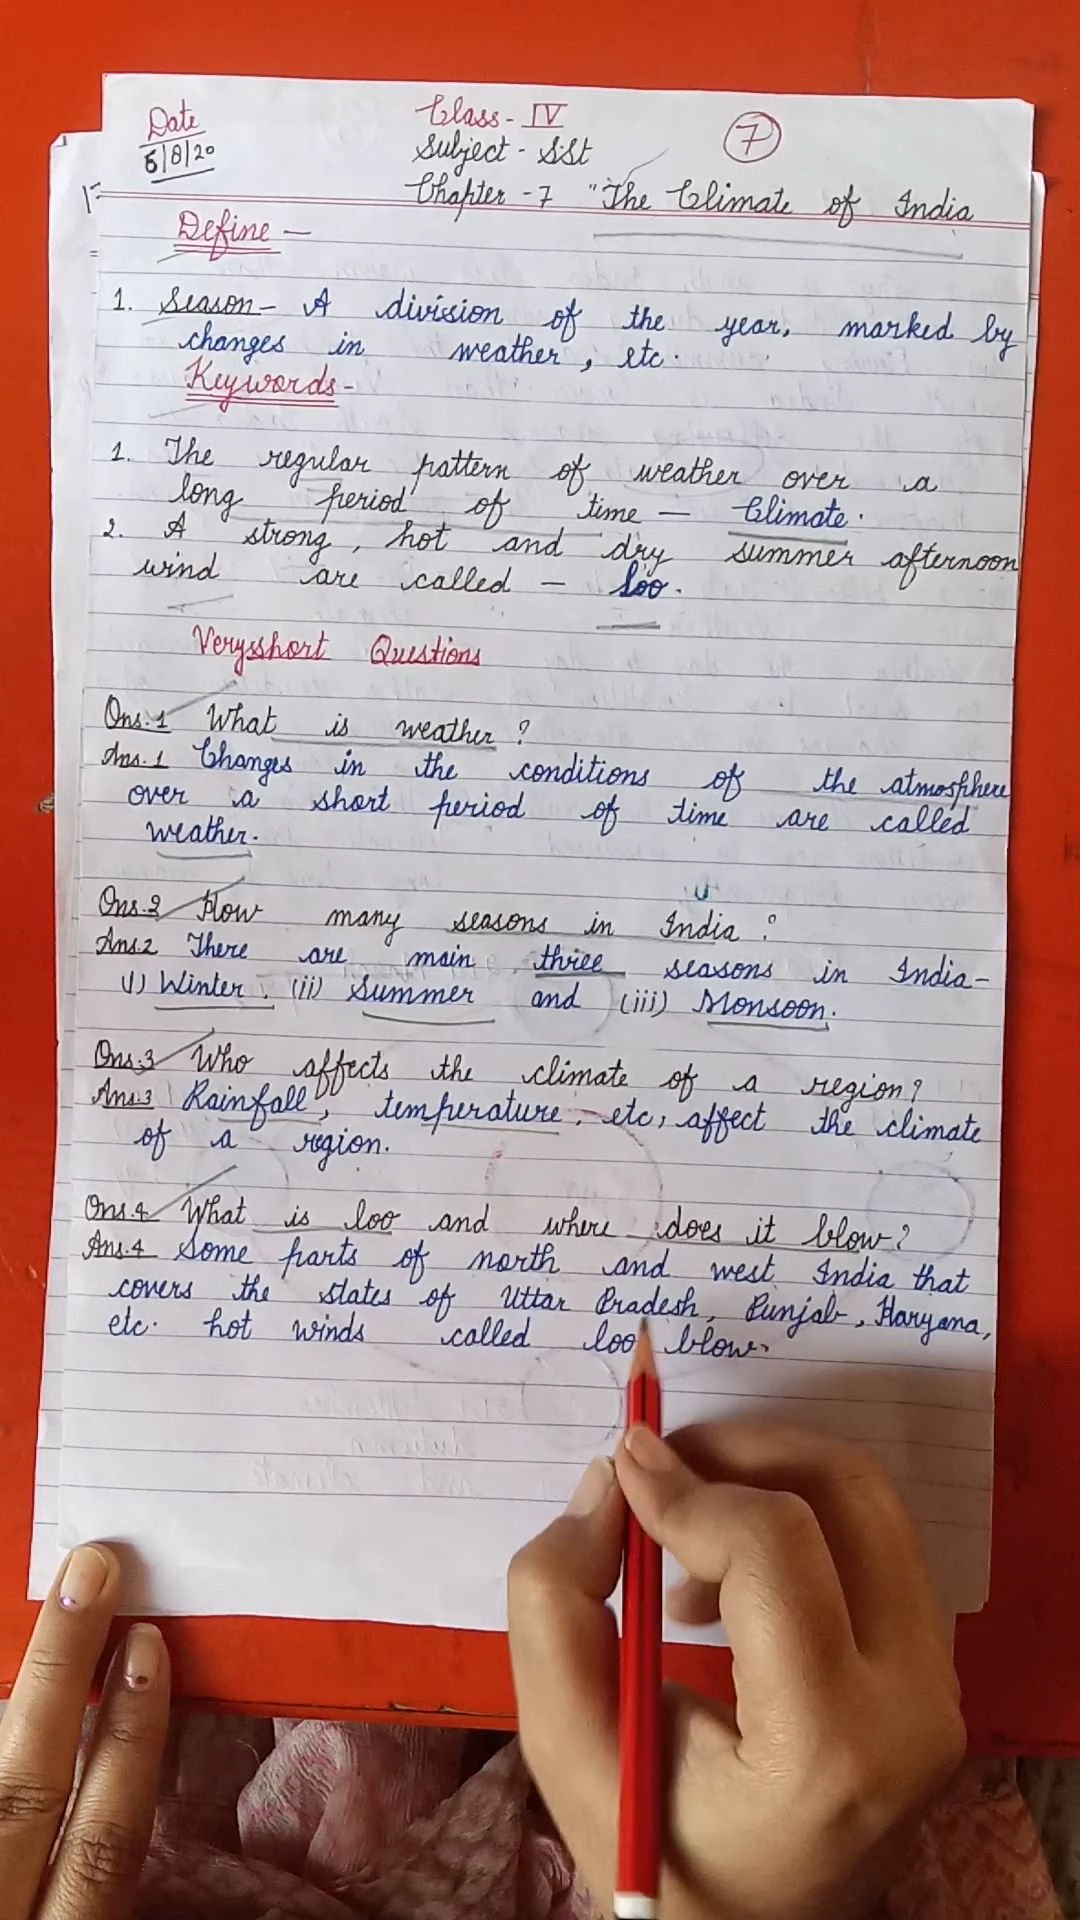 Date
5/8/20
Class - IV
Subject - S.St
7
Chapter - 7 "The Climate of India
Define -
1. Season - A division of the year, marked by
changes in weather, etc.
Keywords -
1. The regular pattern of weather over a
long period of time - Climate.
2. A strong, hot and dry summer afternoon
wind are called - loo.
Veryshort Questions
Qns.1 What is weather?
Ans.1 Changes in the conditions of the atmosphere
over a short period of time are called
weather.
Qns.2 How many seasons in India?
Ans.2 There are main three seasons in India-
(i) Winter, (ii) Summer and (iii) Monsoon.
Qns.3 Who affects the climate of a region?
Ans.3 Rainfall, temperature, etc, affect the climate
of a region.
Qns.4 What is loo and where does it blow?
Ans.4 Some parts of north and west India that
covers the states of Uttar Pradesh, Punjab, Haryana,
etc. hot winds called loo blow.